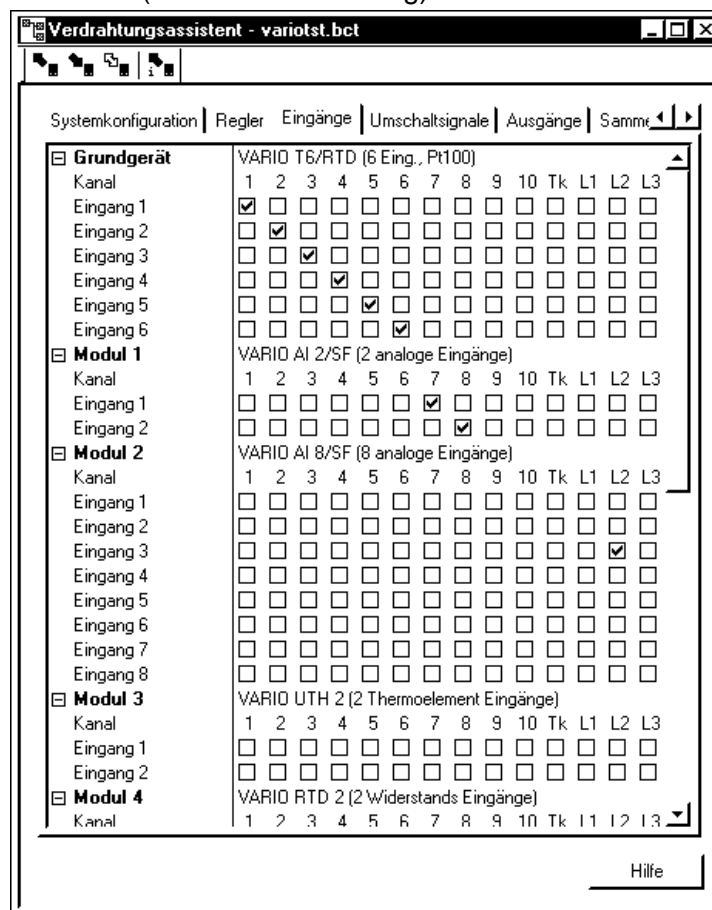 Verdrahtungsassistent - variotst.bct
Systemkonfiguration Regler Eingänge Umschaltsignale Ausgänge
Grundgerät VARIO T6/RTD (6 Eing., Pt100)
Kanal 1 2 3 4 5 6 7 8 9 10 Tk L1 L2 L3
Eingang 1
Eingang 2
Eingang 3
Eingang 4
Eingang 5
Eingang 6
Modul 1 VARIO AI 2/SF (2 analoge Eingänge)
Kanal 1 2 3 4 5 6 7 8 9 10 Tk L1 L2 L3
Eingang 1
Eingang 2
Modul 2 VARIO AI 8/SF (8 analoge Eingänge)
Kanal 1 2 3 4 5 6 7 8 9 10 Tk L1 L2 L3
Eingang 1
Eingang 2
Eingang 3
Eingang 4
Eingang 5
Eingang 6
Eingang 7
Eingang 8
Modul 3 VARIO UTH 2 (2 Thermoelement Eingänge)
Kanal 1 2 3 4 5 6 7 8 9 10 Tk L1 L2 L3
Eingang 1
Eingang 2
Modul 4 VARIO RTD 2 (2 Widerstands Eingänge)
Kanal 1 2 3 4 5 6 7 8 9 10 Tk L1 L2 L3
Hilfe